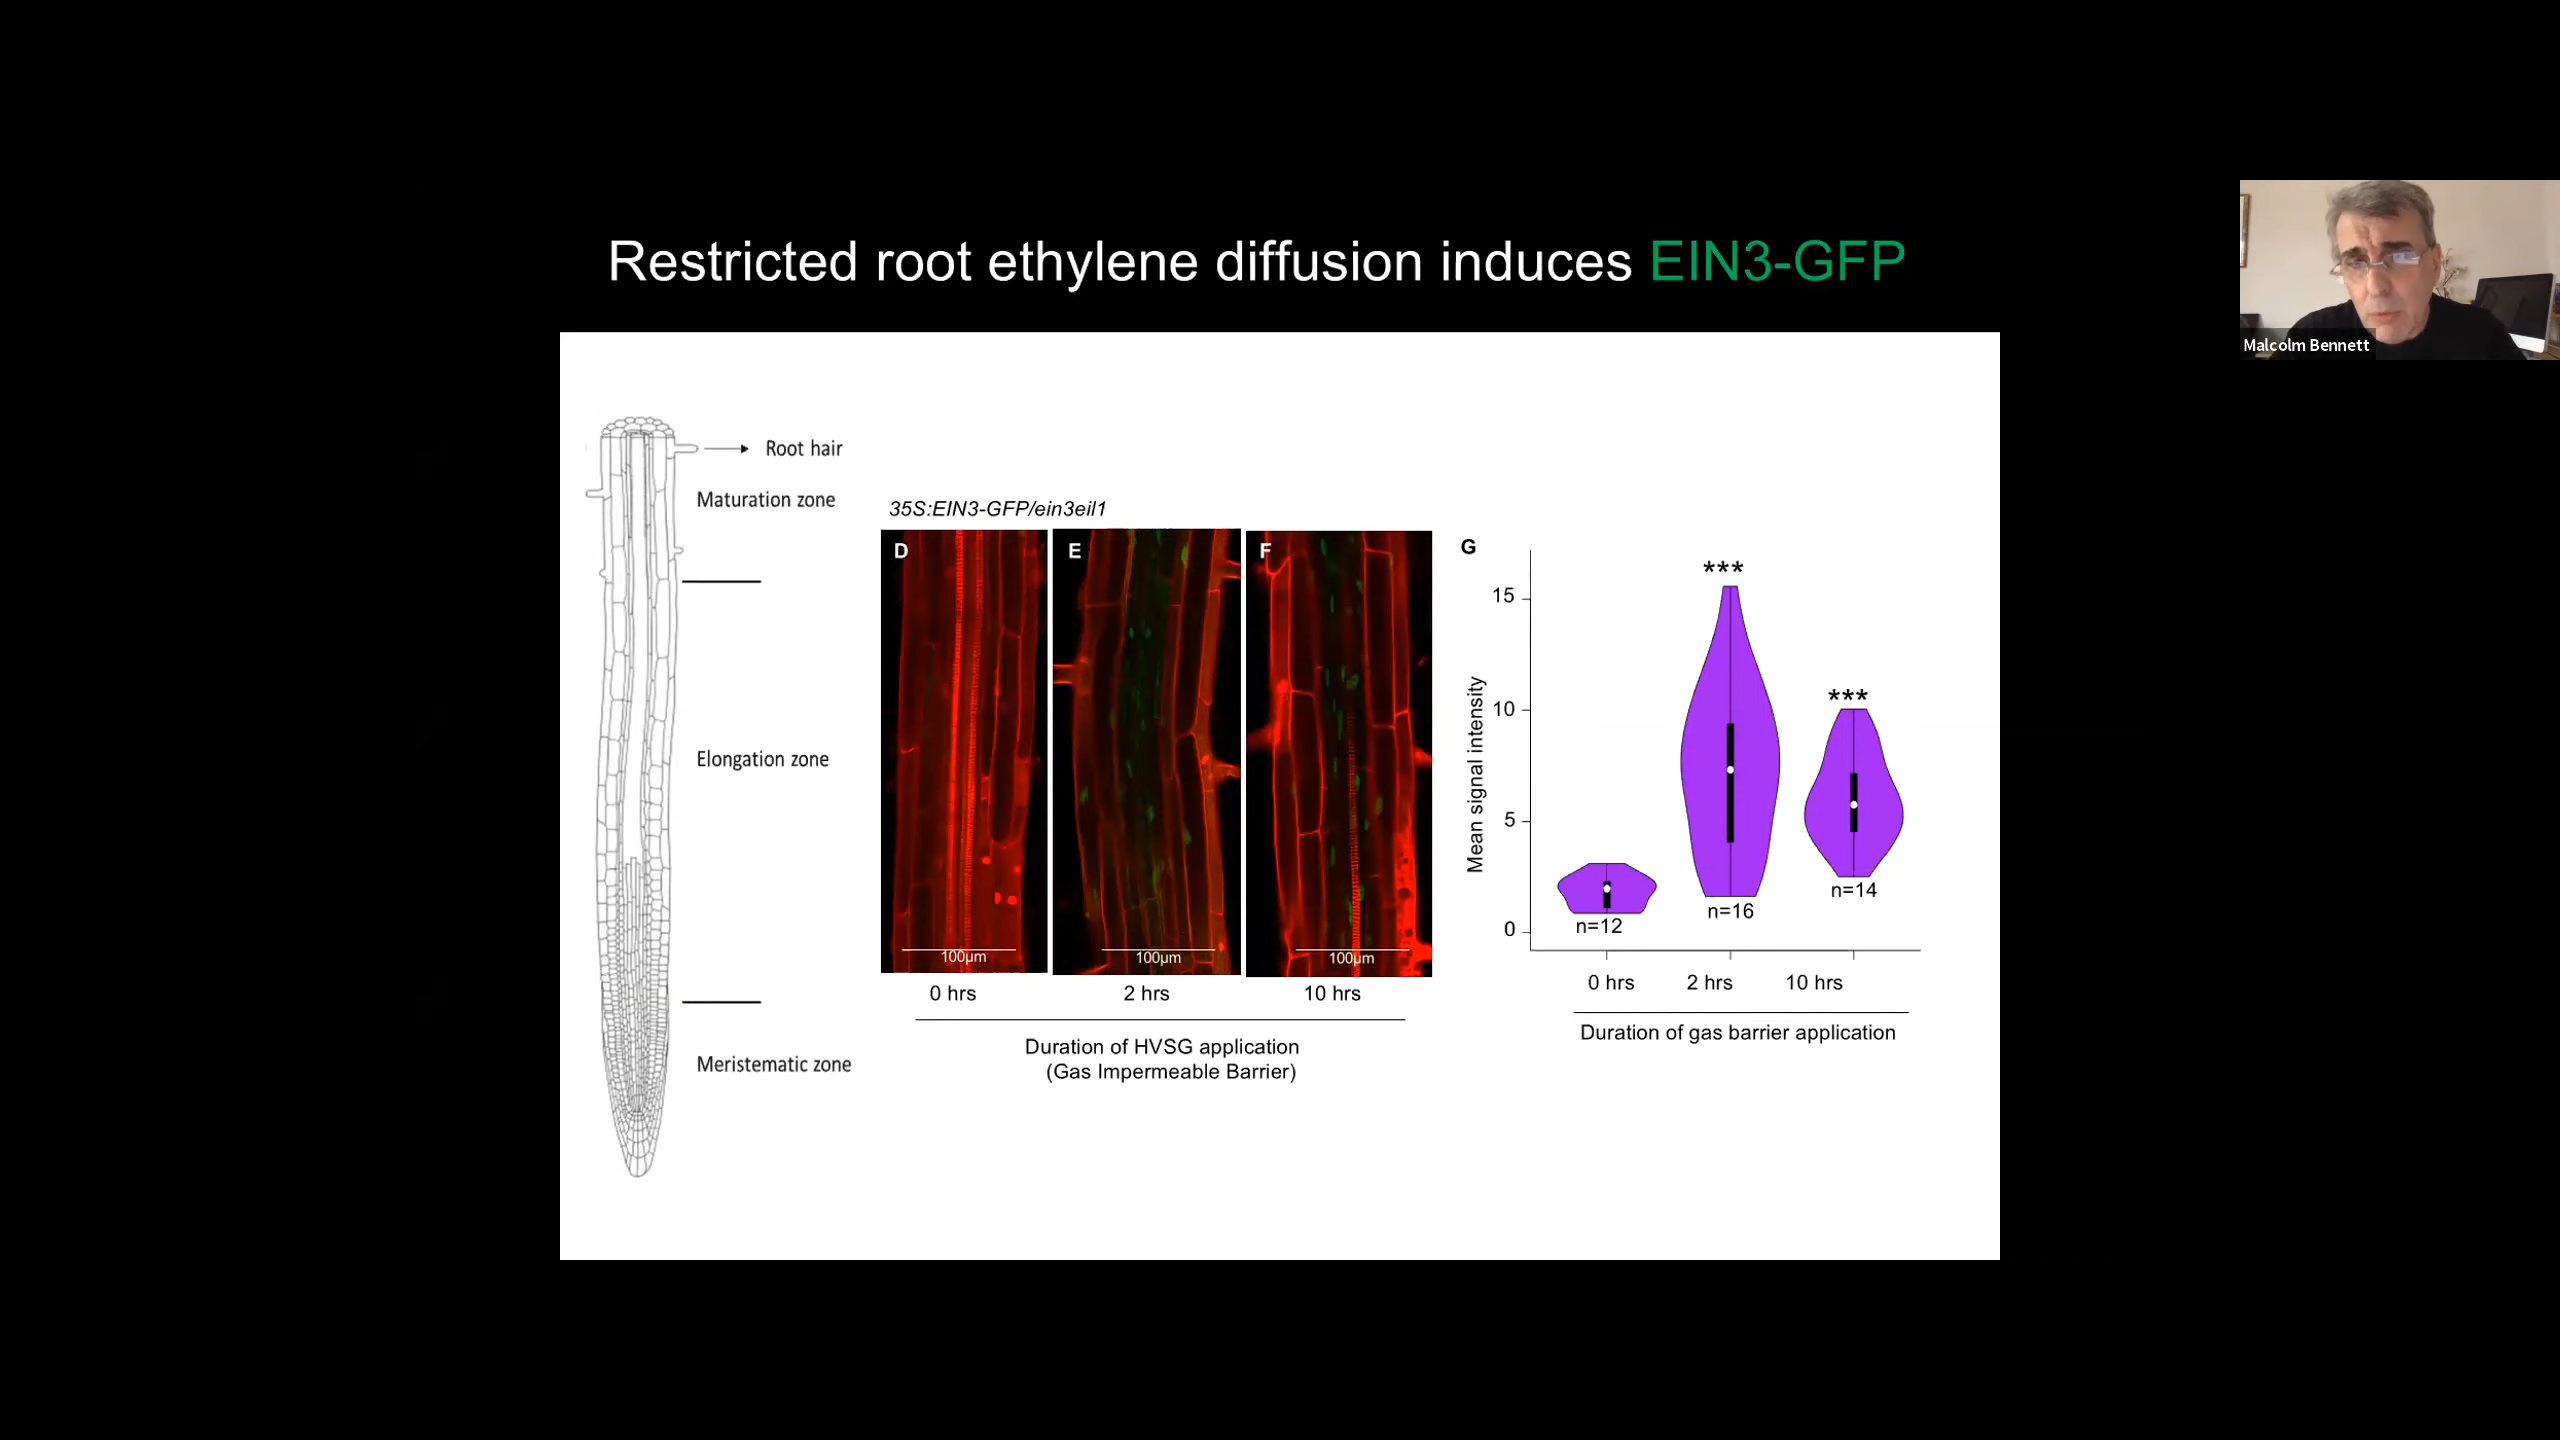 Restricted root ethylene diffusion induces EIN3-GFP
Malcolm Bennett
Root hair
Maturation zone
Elongation zone
Meristematic zone
35S:EIN3-GFP/ein3eil1
D
E
F
100µm
100µm
100µm
0 hrs
2 hrs
10 hrs
Duration of HVSG application
(Gas Impermeable Barrier)
G
Mean signal intensity
15
10
5
0
***
***
n=12
n=16
n=14
0 hrs
2 hrs
10 hrs
Duration of gas barrier application